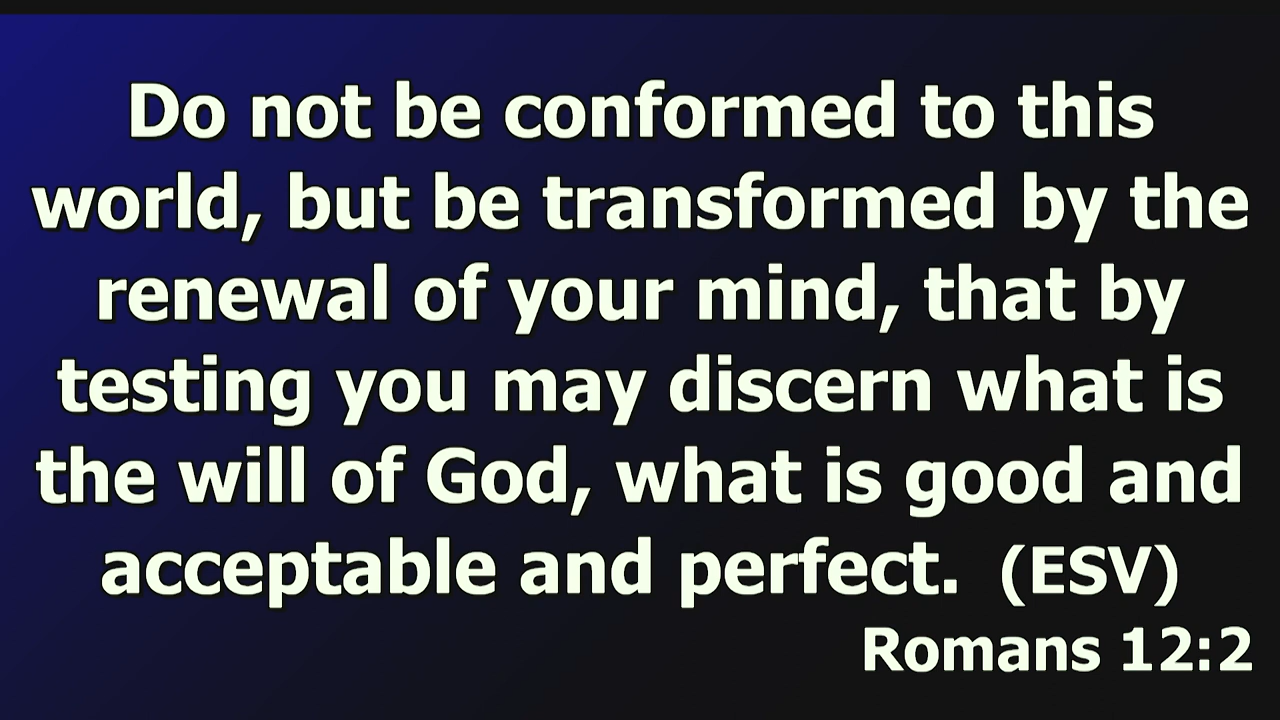 Do not be conformed to this
world, but be transformed by the
renewal of your mind, that by
testing you may discern what is
the will of God, what is good and
acceptable and perfect.  (ESV)
Romans 12:2